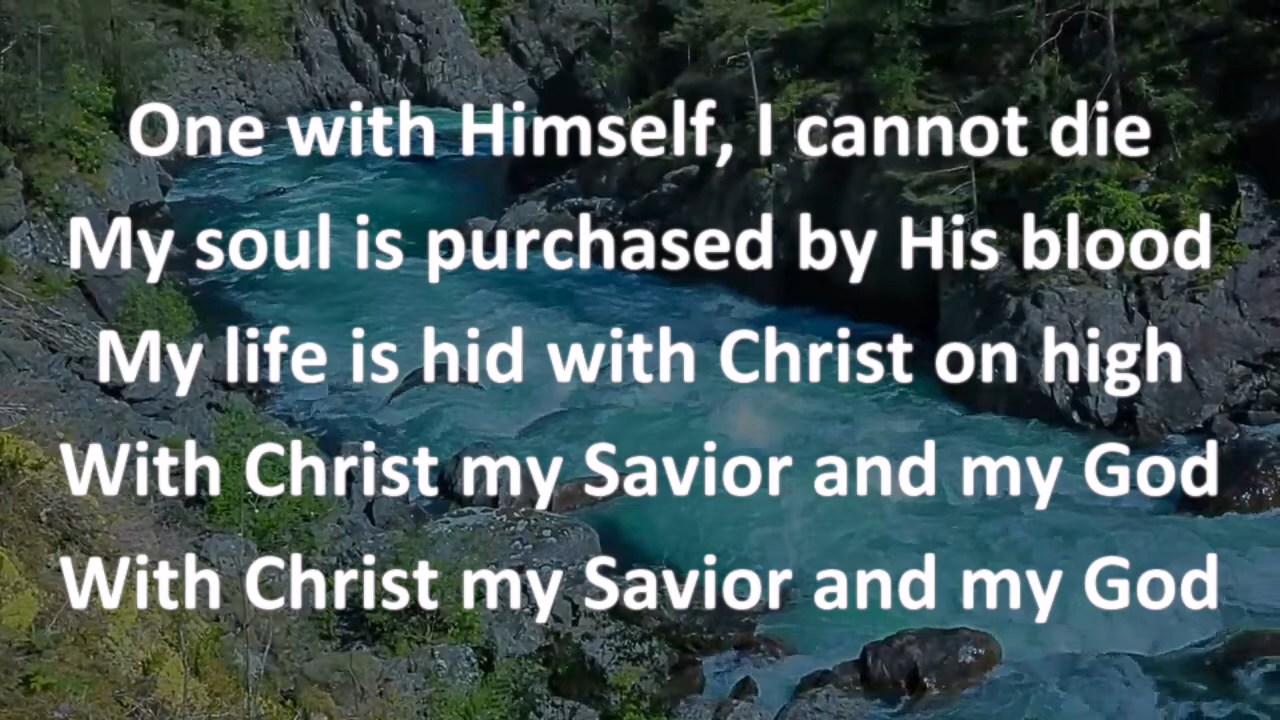 One with Himself, I cannot die
My soul is purchased by His blood
My life is hid with Christ on high
With Christ my Savior and my God
With Christ my Savior and my God